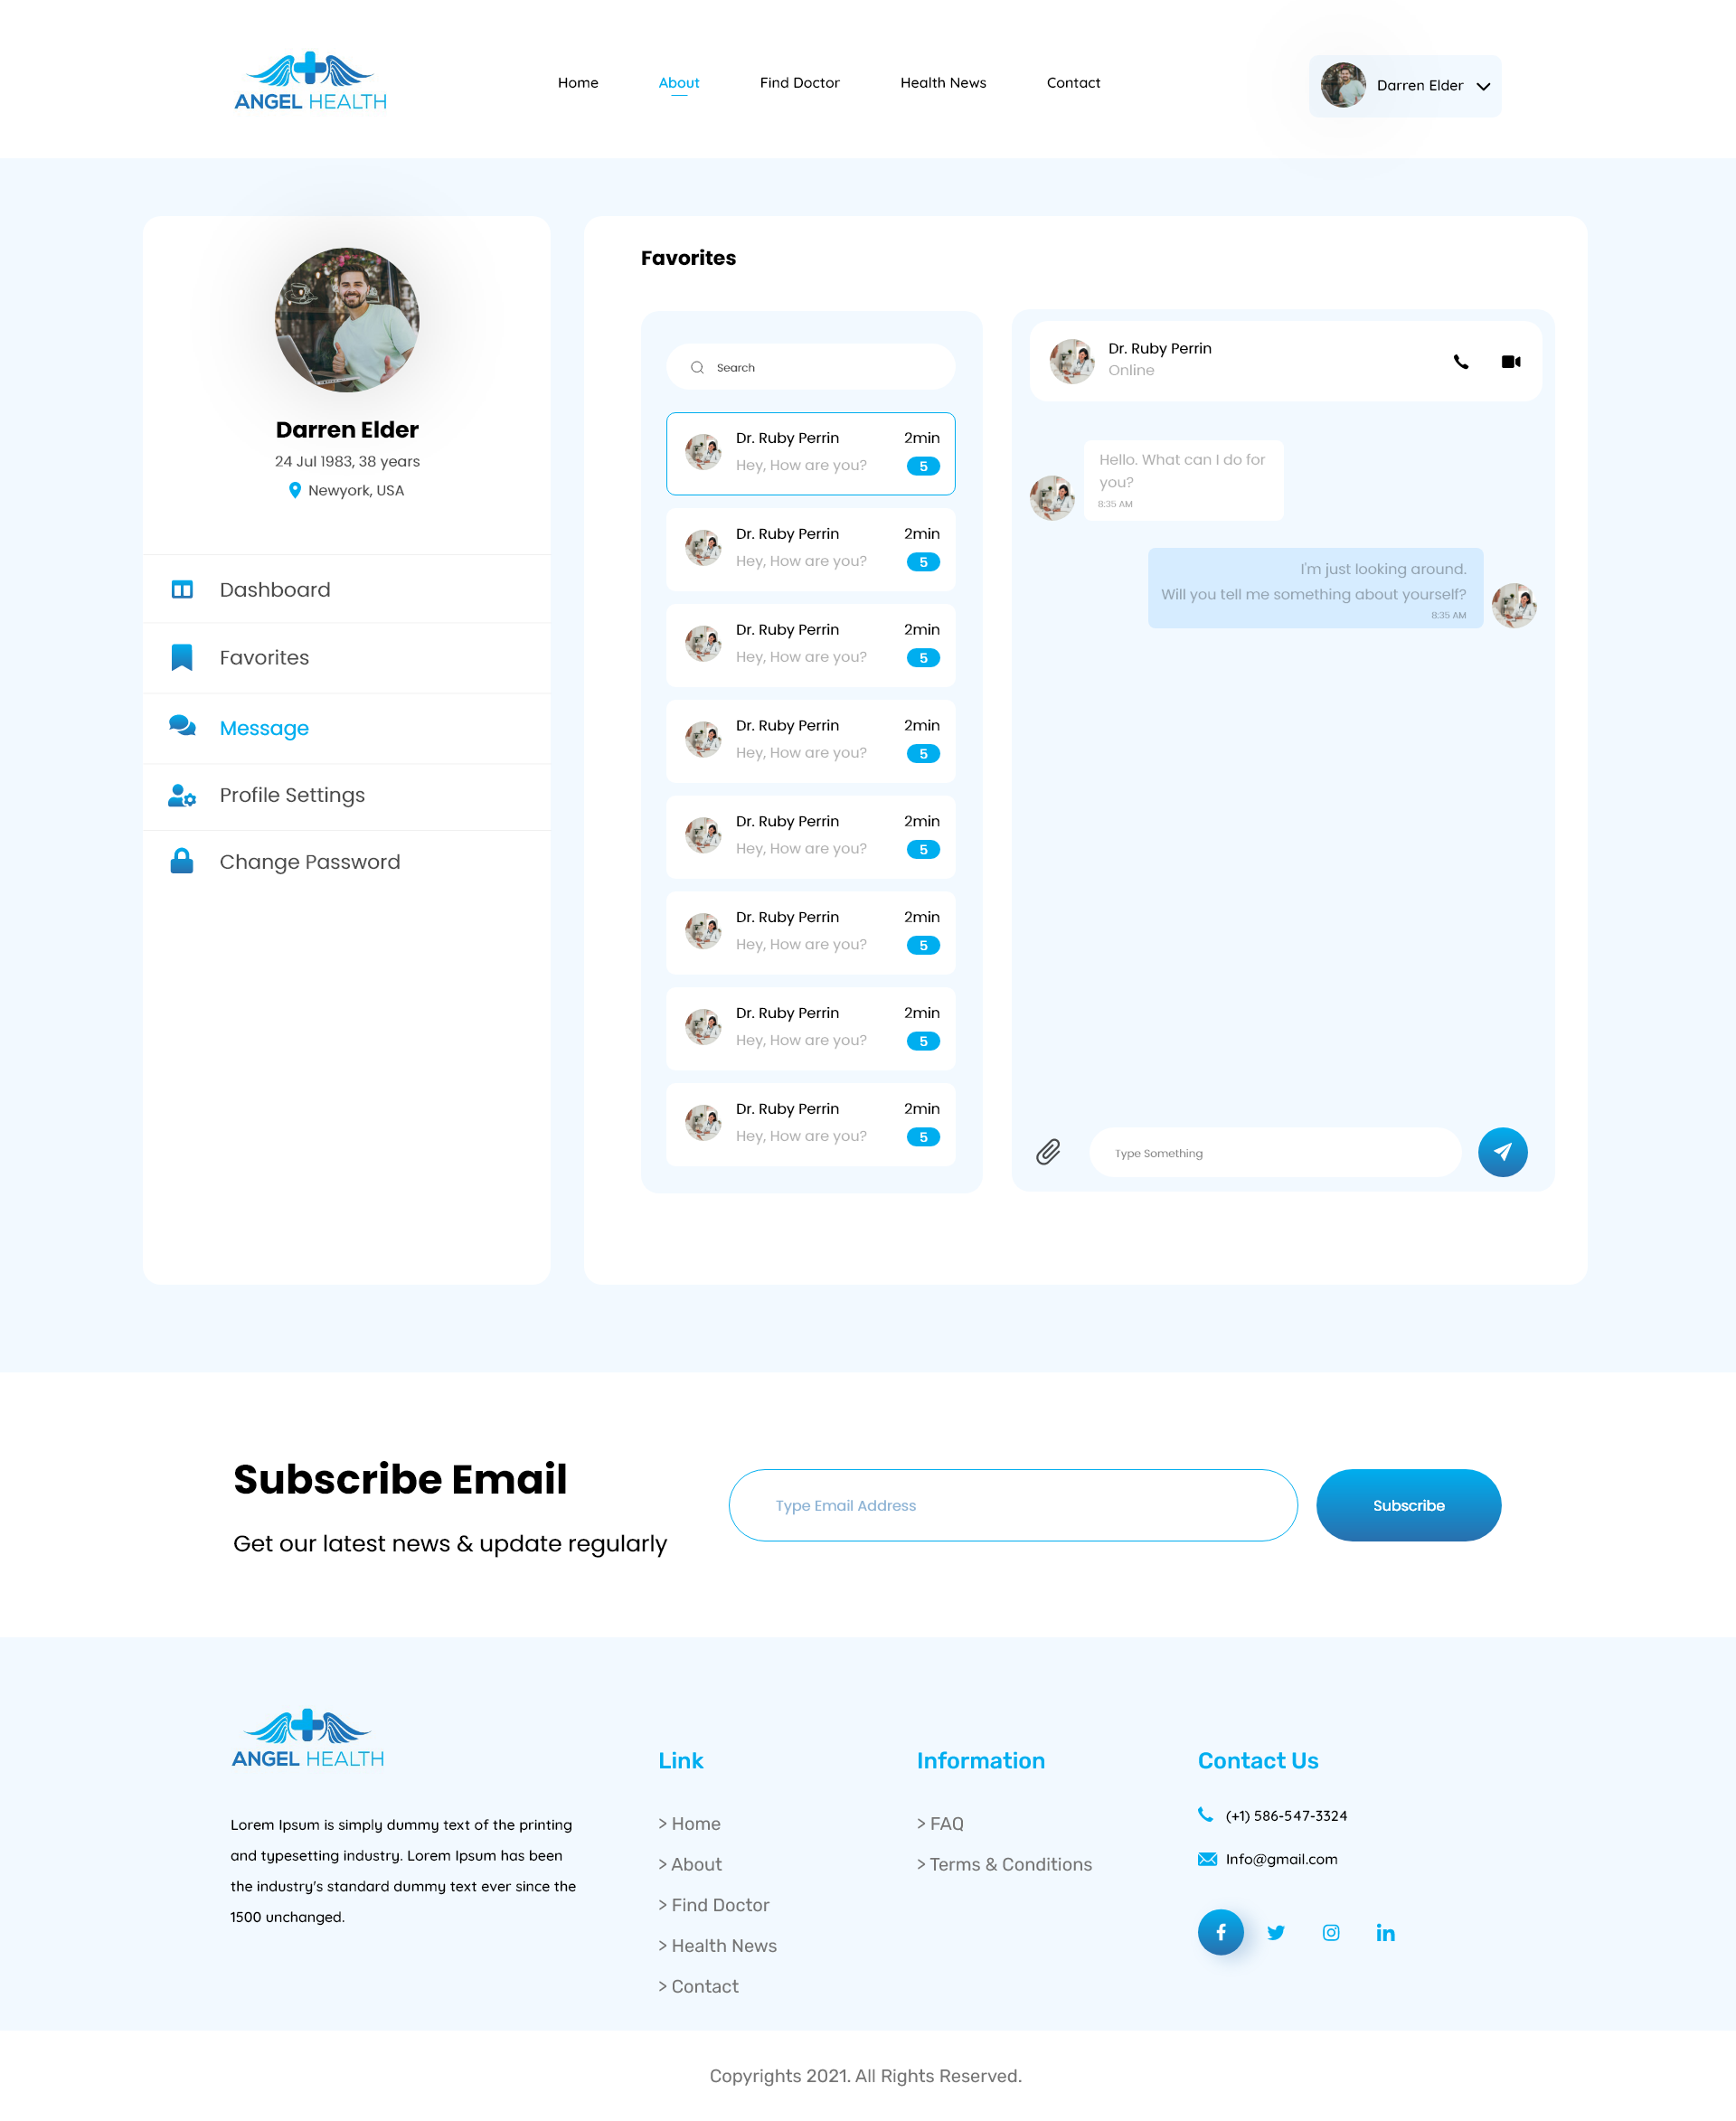 ANGEL HEALTH
Home
About
Find Doctor
Health News
Contact
Darren Elder
Darren Elder
24 Jul 1983, 38 years
Newyork, USA
Dashboard
Favorites
Message
Profile Settings
Change Password
Favorites
Search
Dr. Ruby Perrin 2min
Hey, How are you? 5
Dr. Ruby Perrin 2min
Hey, How are you? 5
Dr. Ruby Perrin 2min
Hey, How are you? 5
Dr. Ruby Perrin 2min
Hey, How are you? 5
Dr. Ruby Perrin 2min
Hey, How are you? 5
Dr. Ruby Perrin 2min
Hey, How are you? 5
Dr. Ruby Perrin 2min
Hey, How are you? 5
Dr. Ruby Perrin 2min
Hey, How are you? 5
Dr. Ruby Perrin
Online
Hello. What can I do for
you?
8:35 AM
I'm just looking around.
Will you tell me something about yourself?
8:35 AM
Type Something
Subscribe Email
Get our latest news & update regularly
Type Email Address
Subscribe
ANGEL HEALTH
Lorem Ipsum is simply dummy text of the printing
and typesetting industry. Lorem Ipsum has been
the industry's standard dummy text ever since the
1500 unchanged.
Link
> Home
> About
> Find Doctor
> Health News
> Contact
Information
> FAQ
> Terms & Conditions
Contact Us
(+1) 586-547-3324
Info@gmail.com
Copyrights 2021. All Rights Reserved.